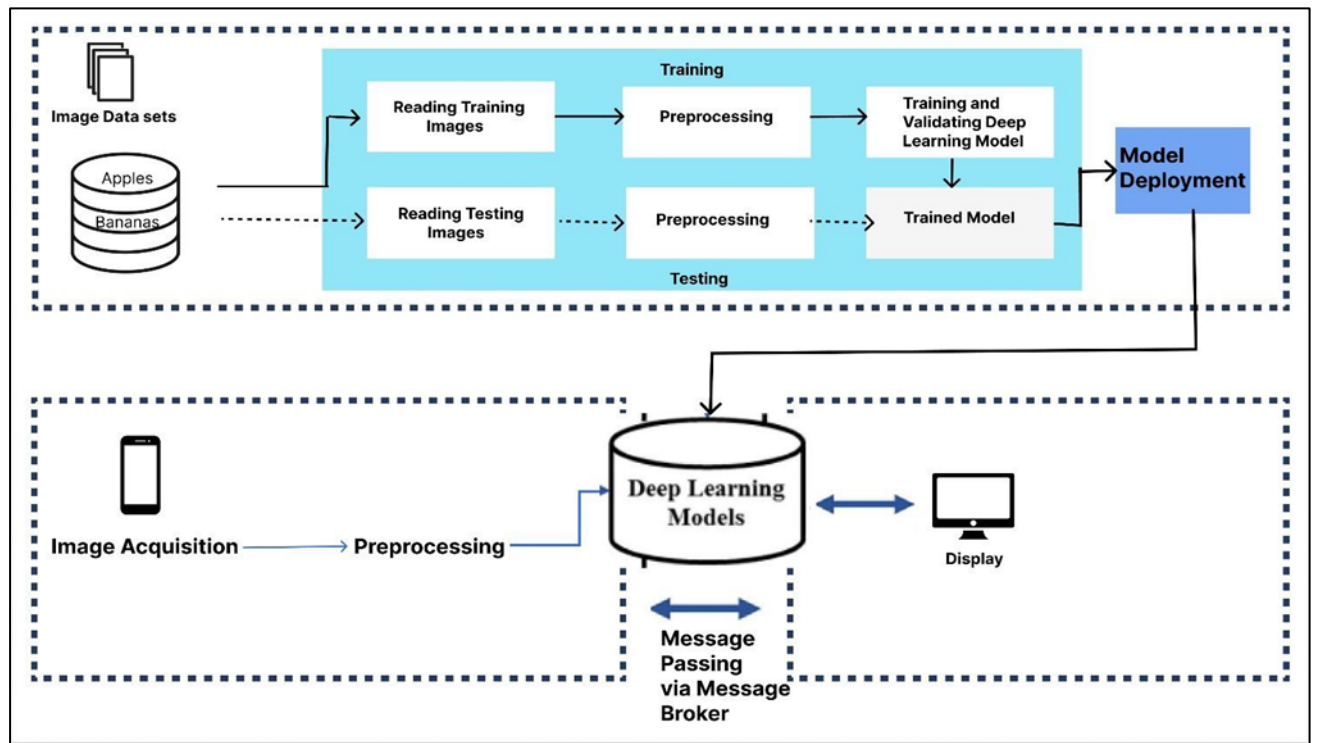 Image Data sets
Apples
Bananas
Training
Reading Training
Images
Preprocessing
Training and
Validating Deep
Learning Model
Reading Testing
Images
Preprocessing
Trained Model
Testing
Model
Deployment
Image Acquisition
Preprocessing
Deep Learning
Models
Display
Message
Passing
via Message
Broker